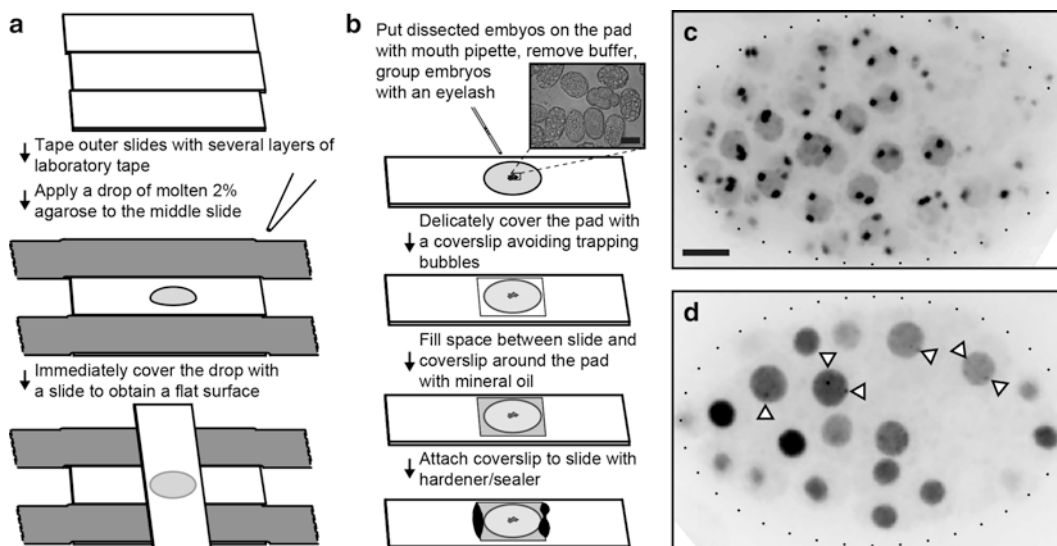 a
Tape outer slides with several layers of
laboratory tape
Apply a drop of molten 2%
agarose to the middle slide
Immediately cover the drop with
a slide to obtain a flat surface
b
Put dissected embyos on the pad
with mouth pipette, remove buffer,
group embyos
with an eyelash
Delicately cover the pad with
a coverslip avoiding trapping
bubbles
Fill space between slide and
coverslip around the pad
with mineral oil
Attach coverslip to slide with
hardener/sealer
c
d